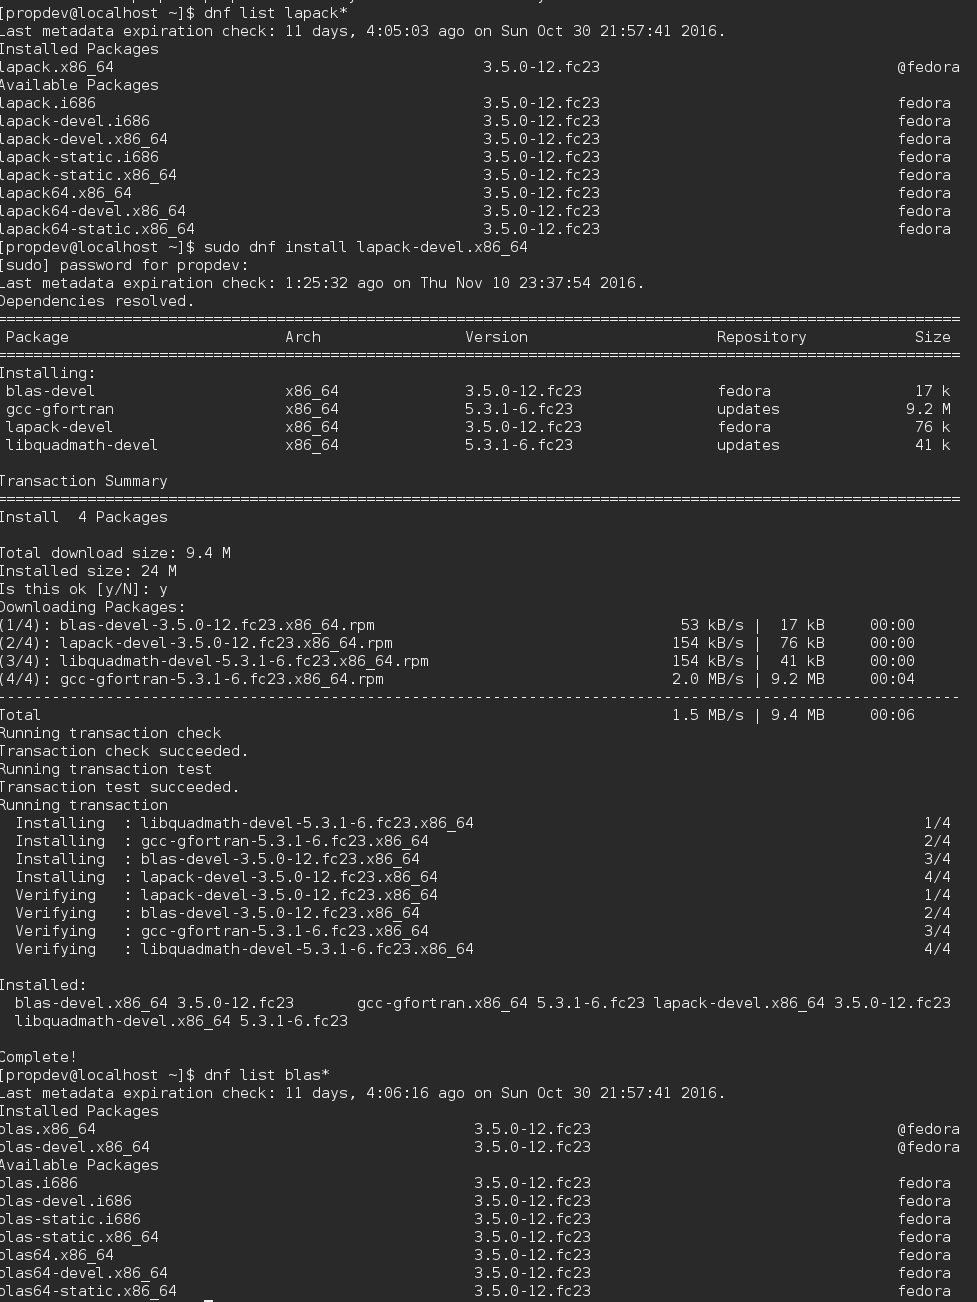 [propdev@localhost ~]$ dnf list lapack*
Last metadata expiration check: 11 days, 4:05:03 ago on Sun Oct 30 21:57:41 2016.
Installed Packages
lapack.x86_64 3.5.0-12.fc23 @fedora
Available Packages
lapack.i686 3.5.0-12.fc23 fedora
lapack-devel.i686 3.5.0-12.fc23 fedora
lapack-devel.x86_64 3.5.0-12.fc23 fedora
lapack-static.i686 3.5.0-12.fc23 fedora
lapack-static.x86_64 3.5.0-12.fc23 fedora
lapack64.x86_64 3.5.0-12.fc23 fedora
lapack64-devel.x86_64 3.5.0-12.fc23 fedora
lapack64-static.x86_64 3.5.0-12.fc23 fedora
[propdev@localhost ~]$ sudo dnf install lapack-devel.x86_64
[sudo] password for propdev:
Last metadata expiration check: 1:25:32 ago on Thu Nov 10 23:37:54 2016.
Dependencies resolved.
================================================================================
Package Arch Version Repository Size
================================================================================
Installing:
blas-devel x86_64 3.5.0-12.fc23 fedora 17 k
gcc-gfortran x86_64 5.3.1-6.fc23 updates 9.2 M
lapack-devel x86_64 3.5.0-12.fc23 fedora 76 k
libquadmath-devel x86_64 5.3.1-6.fc23 updates 41 k
Transaction Summary
================================================================================
Install 4 Packages
Total download size: 9.4 M
Installed size: 24 M
Is this ok [y/N]: y
Downloading Packages:
(1/4): blas-devel-3.5.0-12.fc23.x86_64.rpm 53 kB/s | 17 kB 00:00
(2/4): lapack-devel-3.5.0-12.fc23.x86_64.rpm 154 kB/s | 76 kB 00:00
(3/4): libquadmath-devel-5.3.1-6.fc23.x86_64.rpm 154 kB/s | 41 kB 00:00
(4/4): gcc-gfortran-5.3.1-6.fc23.x86_64.rpm 2.0 MB/s | 9.2 MB 00:04
--------------------------------------------------------------------------------
Total 1.5 MB/s | 9.4 MB 00:06
Running transaction check
Transaction check succeeded.
Running transaction test
Transaction test succeeded.
Running transaction
Installing : libquadmath-devel-5.3.1-6.fc23.x86_64 1/4
Installing : gcc-gfortran-5.3.1-6.fc23.x86_64 2/4
Installing : blas-devel-3.5.0-12.fc23.x86_64 3/4
Installing : lapack-devel-3.5.0-12.fc23.x86_64 4/4
Verifying : lapack-devel-3.5.0-12.fc23.x86_64 1/4
Verifying : blas-devel-3.5.0-12.fc23.x86_64 2/4
Verifying : gcc-gfortran-5.3.1-6.fc23.x86_64 3/4
Verifying : libquadmath-devel-5.3.1-6.fc23.x86_64 4/4
Installed:
blas-devel.x86_64 3.5.0-12.fc23 gcc-gfortran.x86_64 5.3.1-6.fc23 lapack-devel.x86_64 3.5.0-12.fc23
libquadmath-devel.x86_64 5.3.1-6.fc23
Complete!
[propdev@localhost ~]$ dnf list blas*
Last metadata expiration check: 11 days, 4:06:16 ago on Sun Oct 30 21:57:41 2016.
Installed Packages
blas.x86_64 3.5.0-12.fc23 @fedora
blas-devel.x86_64 3.5.0-12.fc23 @fedora
Available Packages
blas.i686 3.5.0-12.fc23 fedora
blas-devel.i686 3.5.0-12.fc23 fedora
blas-static.i686 3.5.0-12.fc23 fedora
blas-static.x86_64 3.5.0-12.fc23 fedora
blas64.x86_64 3.5.0-12.fc23 fedora
blas64-devel.x86_64 3.5.0-12.fc23 fedora
blas64-static.x86_64 3.5.0-12.fc23 fedora